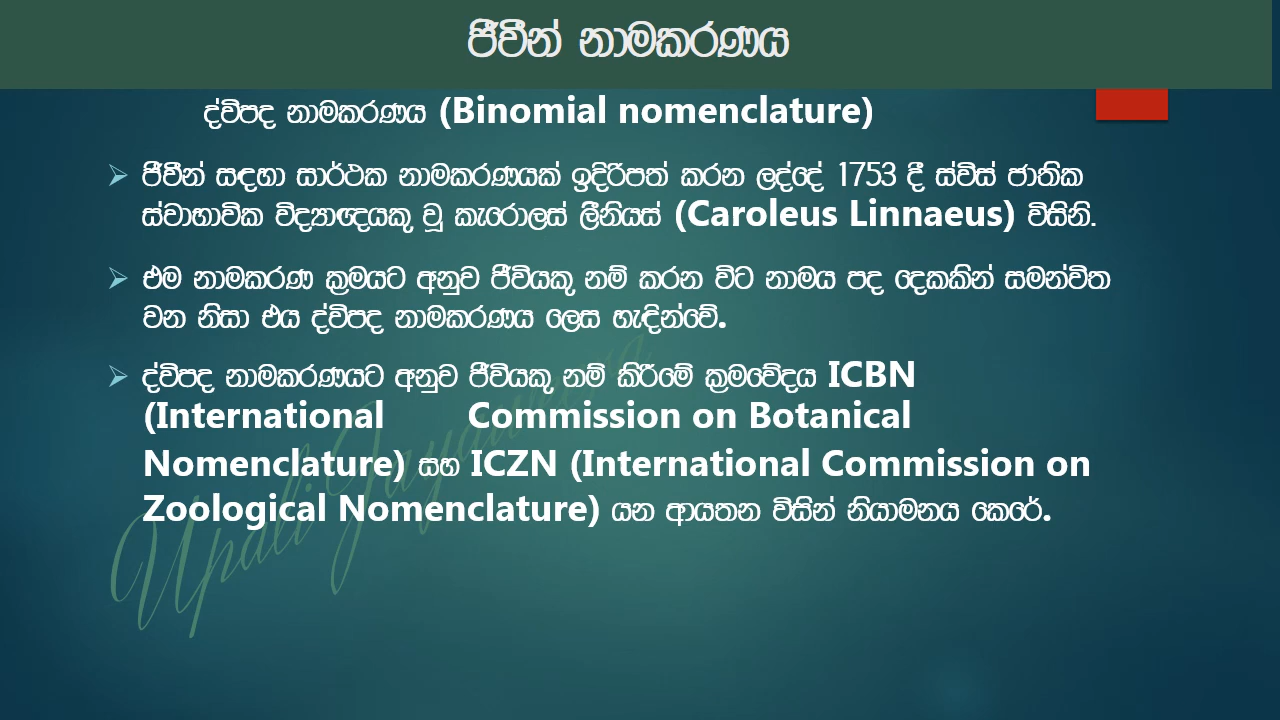 ජීවීන් නාමකරණය
ද්විපද නාමකරණය (Binomial nomenclature)
ජීවීන් සඳහා සාර්ථක නාමකරණයක් ඉදිරිපත් කරන ලද්දේ 1753 දී ස්විස් ජාතික
ස්වාභාවික විද්‍යාඥයකු වූ කැරොලස් ලීනියස් (Caroleus Linnaeus) විසිනි.
එම නාමකරණ ක්‍රමයට අනුව ජීවියකු නම් කරන විට නාමය පද දෙකකින් සමන්විත
වන නිසා එය ද්විපද නාමකරණය ලෙස හැඳින්වේ.
ද්විපද නාමකරණයට අනුව ජීවියකු නම් කිරීමේ ක්‍රමවේදය ICBN
(International Commission on Botanical
Nomenclature) සහ ICZN (International Commission on
Zoological Nomenclature) යන ආයතන විසින් නියාමනය කෙරේ.
Upali Jayaweera